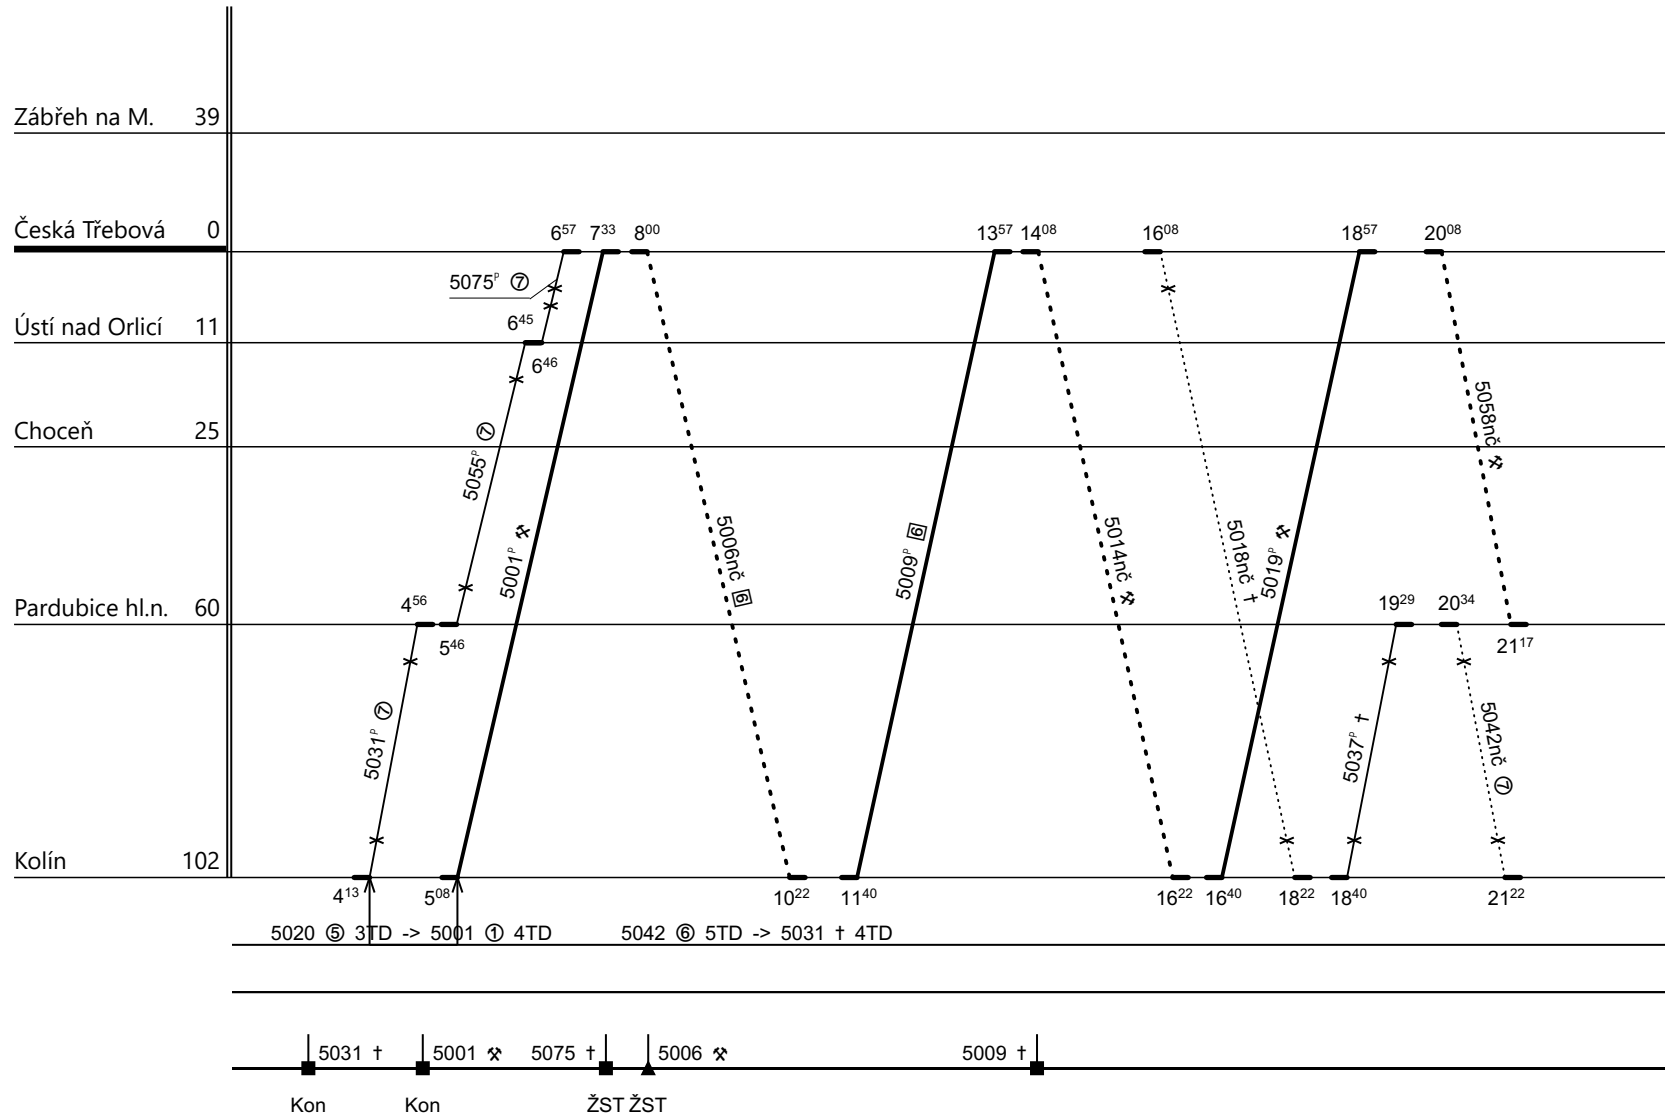 Zábřeh na M. 39
Česká Třebová 0
6⁵⁷ 7³³ 8⁰⁰ 13⁵⁷ 14⁰⁸ 16⁰⁸ 18⁵⁷ 20⁰⁸
5075ᵖ ⑦
Ústí nad Orlicí 11
6⁴⁵
6⁴⁶
Choceň 25
5055ᵖ ⑦
5001ᵖ ⚒
5006nč 6
5009ᵖ 6
5014nč ⚒
5018nč †
5019ᵖ ⚒
5058nč ⚒
Pardubice hl.n. 60
4⁵⁶ 19²⁹ 20³⁴
5⁴⁶ 21¹⁷
5031ᵖ ⑦
5037ᵖ †
5042nč ⑦
Kolín 102
4¹³ 5⁰⁸ 10²² 11⁴⁰ 16²² 16⁴⁰ 18²² 18⁴⁰ 21²²
5020 ⑤ 3TD -> 5001 ① 4TD 5042 ⑥ 5TD -> 5031 † 4TD
5031 † 5001 ⚒ 5075 † 5006 ⚒ 5009 †
Kon Kon ŽST ŽST